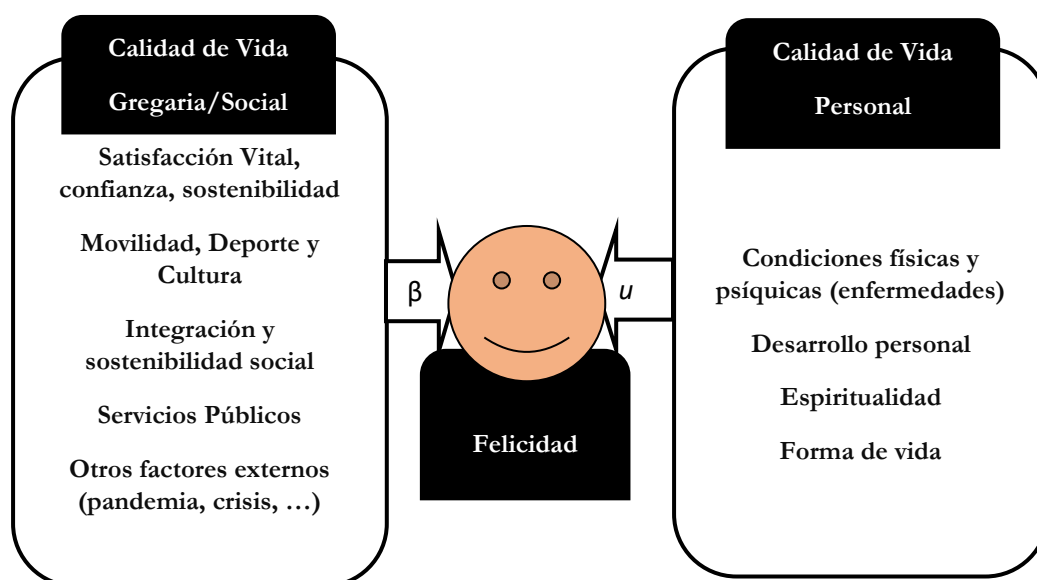 Calidad de Vida
Gregaria/Social
Satisfacción Vital,
confianza, sostenibilidad
Movilidad, Deporte y
Cultura
Integración y
sostenibilidad social
Servicios Públicos
Otros factores externos
(pandemia, crisis, …)
β
Felicidad
u
Calidad de Vida
Personal
Condiciones físicas y
psíquicas (enfermedades)
Desarrollo personal
Espiritualidad
Forma de vida